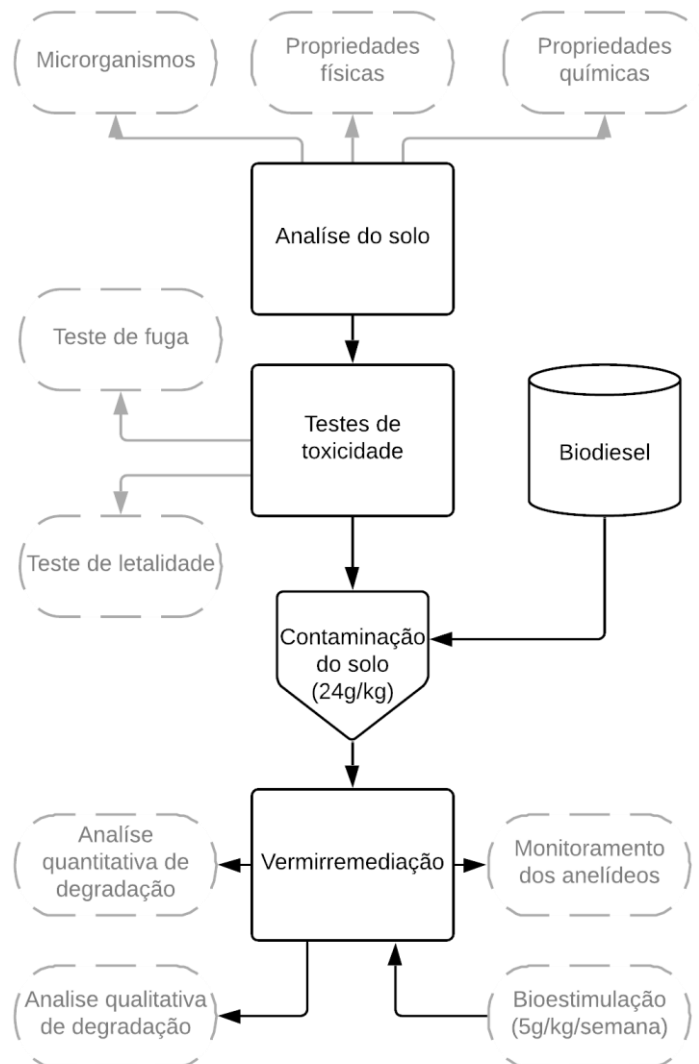 Microrganismos
Propriedades
físicas
Propriedades
químicas
Analíse do solo
Teste de fuga
Testes de
toxicidade
Biodiesel
Teste de letalidade
Contaminação
do solo
(24g/kg)
Analíse
quantitativa de
degradação
Vermirremediação
Monitoramento
dos anelídeos
Analise qualitativa
de degradação
Bioestimulação
(5g/kg/semana)